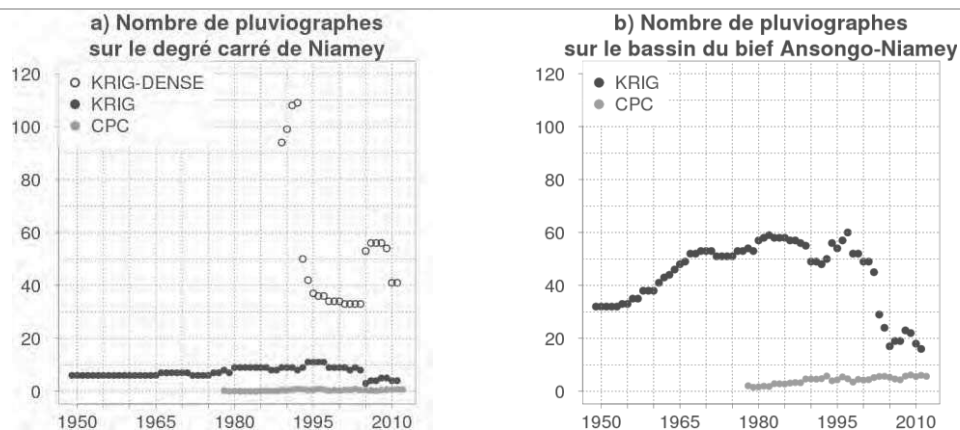 a) Nombre de pluviographes
sur le degré carré de Niamey
KRIG-DENSE
KRIG
CPC
120
100
80
60
40
20
0
1950 1965 1980 1995 2010
b) Nombre de pluviographes
sur le bassin du bief Ansongo-Niamey
KRIG
CPC
120
100
80
60
40
20
0
1950 1965 1980 1995 2010